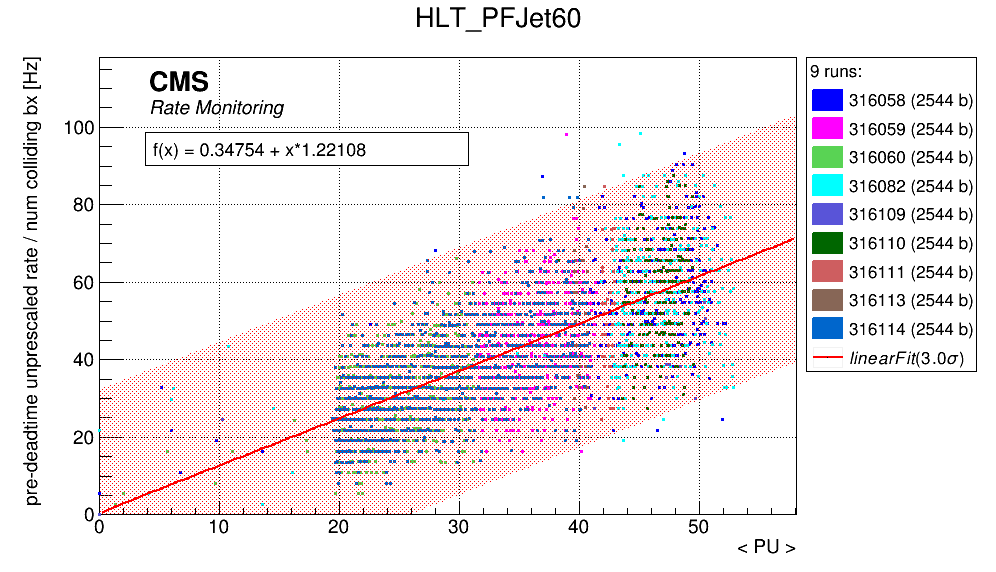 HLT_PFJet60
pre-deadtime unprescaled rate / num colliding bx [Hz]
CMS
Rate Monitoring
f(x) = 0.34754 + x*1.22108
100
80
60
40
20
0
0 10 20 30 40 50
< PU >
9 runs:
316058 (2544 b)
316059 (2544 b)
316060 (2544 b)
316082 (2544 b)
316109 (2544 b)
316110 (2544 b)
316111 (2544 b)
316113 (2544 b)
316114 (2544 b)
linearFit(3.0σ)